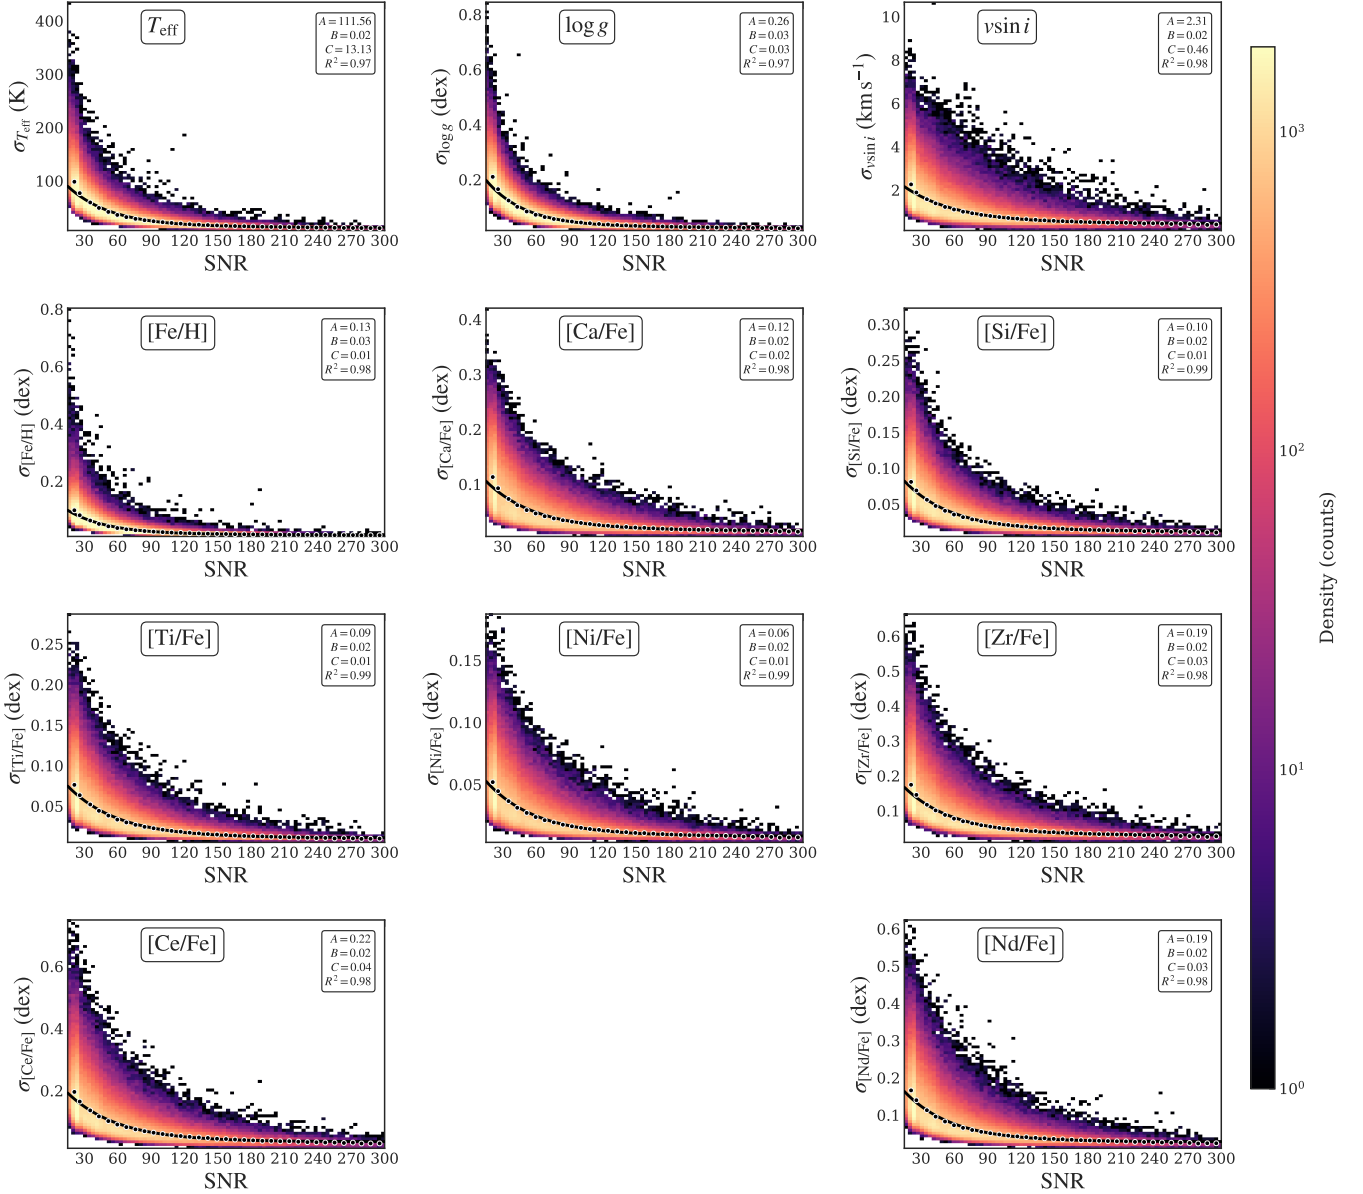 T_eff
A = 111.56
B = 0.02
C = 13.13
R² = 0.97
σ_Teff (K)
400
300
200
100
30 60 90 120 150 180 210 240 270 300
SNR
log g
A = 0.26
B = 0.03
C = 0.03
R² = 0.97
σ_log g (dex)
0.8
0.6
0.4
0.2
30 60 90 120 150 180 210 240 270 300
SNR
v sin i
A = 2.31
B = 0.02
C = 0.46
R² = 0.98
σ_v sin i (km s⁻¹)
10
8
6
4
2
30 60 90 120 150 180 210 240 270 300
SNR
[Fe/H]
A = 0.13
B = 0.03
C = 0.01
R² = 0.98
σ_[Fe/H] (dex)
0.8
0.6
0.4
0.2
30 60 90 120 150 180 210 240 270 300
SNR
[Ca/Fe]
A = 0.12
B = 0.02
C = 0.02
R² = 0.98
σ_[Ca/Fe] (dex)
0.4
0.3
0.2
0.1
30 60 90 120 150 180 210 240 270 300
SNR
[Si/Fe]
A = 0.10
B = 0.02
C = 0.01
R² = 0.99
σ_[Si/Fe] (dex)
0.30
0.25
0.20
0.15
0.10
0.05
30 60 90 120 150 180 210 240 270 300
SNR
[Ti/Fe]
A = 0.09
B = 0.02
C = 0.01
R² = 0.99
σ_[Ti/Fe] (dex)
0.25
0.20
0.15
0.10
0.05
30 60 90 120 150 180 210 240 270 300
SNR
[Ni/Fe]
A = 0.06
B = 0.02
C = 0.01
R² = 0.99
σ_[Ni/Fe] (dex)
0.15
0.10
0.05
30 60 90 120 150 180 210 240 270 300
SNR
[Zr/Fe]
A = 0.19
B = 0.02
C = 0.03
R² = 0.98
σ_[Zr/Fe] (dex)
0.6
0.5
0.4
0.3
0.2
0.1
30 60 90 120 150 180 210 240 270 300
SNR
[Ce/Fe]
A = 0.22
B = 0.02
C = 0.04
R² = 0.98
σ_[Ce/Fe] (dex)
0.6
0.4
0.2
30 60 90 120 150 180 210 240 270 300
SNR
[Nd/Fe]
A = 0.19
B = 0.02
C = 0.03
R² = 0.98
σ_[Nd/Fe] (dex)
0.6
0.5
0.4
0.3
0.2
0.1
30 60 90 120 150 180 210 240 270 300
SNR
10³
10²
10¹
10⁰
Density (counts)